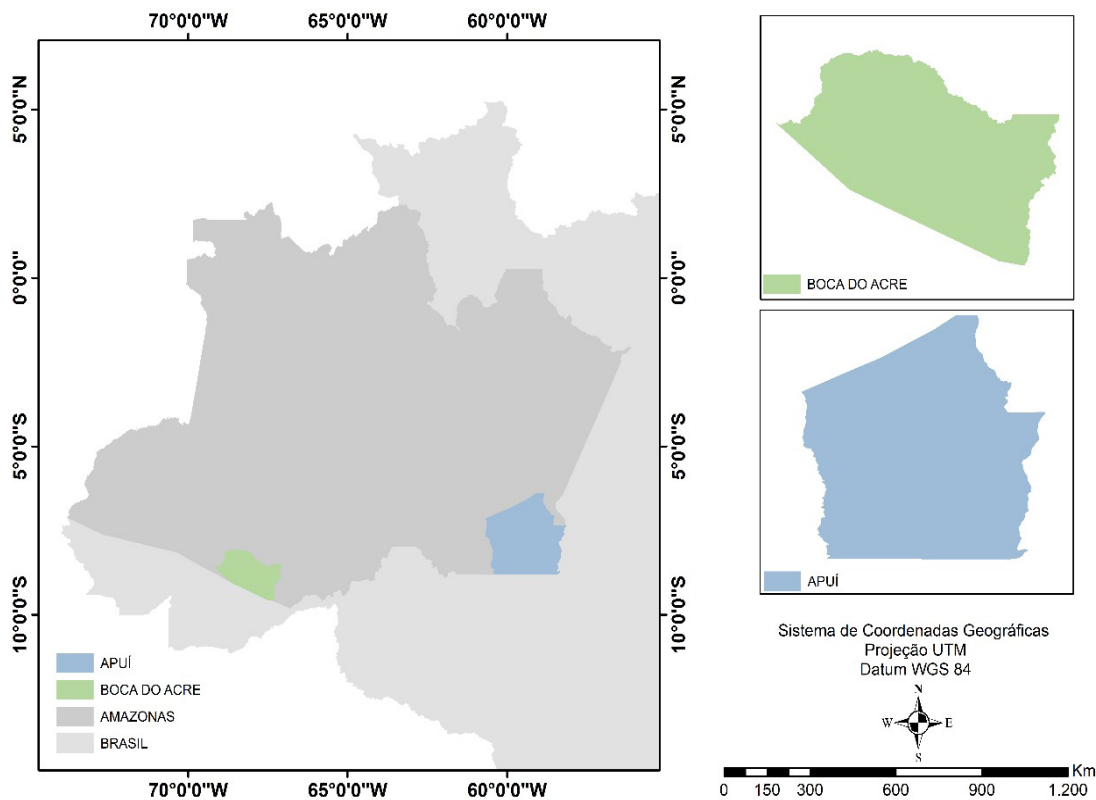 70°0'0"W 65°0'0"W 60°0'0"W
5°0'0"N
0°0'0"
5°0'0"S
10°0'0"S
5°0'0"N
0°0'0"
5°0'0"S
10°0'0"S
APUÍ
BOCA DO ACRE
AMAZONAS
BRASIL
70°0'0"W 65°0'0"W 60°0'0"W
BOCA DO ACRE
APUÍ
Sistema de Coordenadas Geográficas
Projeção UTM
Datum WGS 84
N
W E
S
Km
0 150 300 600 900 1.200